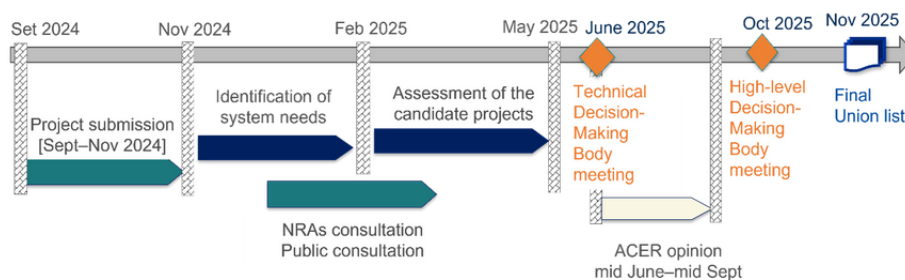 Set 2024
Nov 2024
Feb 2025
May 2025
June 2025
Oct 2025
Nov 2025
Project submission
[Sept–Nov 2024]
Identification of
system needs
Assessment of the
candidate projects
Technical
Decision-
Making
Body
meeting
High-level
Decision-
Making
Body
meeting
Final
Union list
NRAs consultation
Public consultation
ACER opinion
mid June–mid Sept